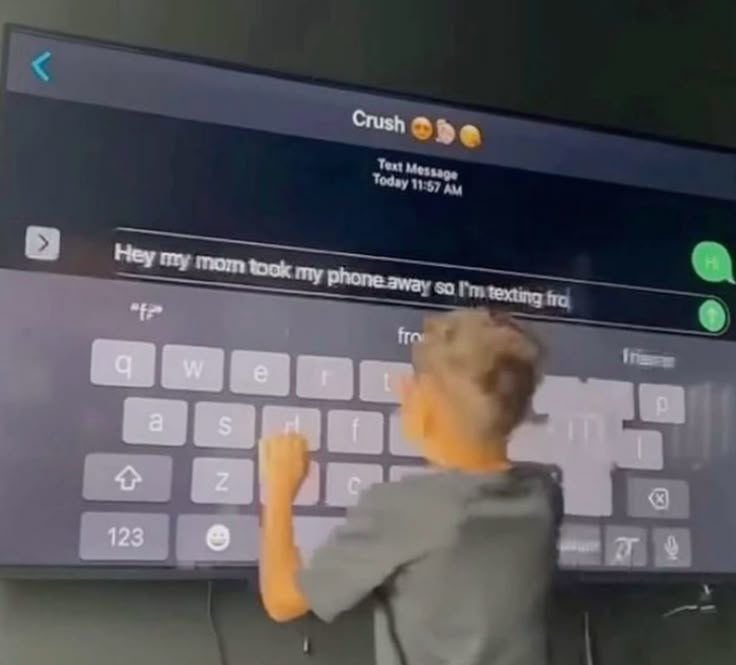 Crush 😍
Text Message
Today 11:57 AM
Hi
Hey my mom took my phone away so I'm texting fro
fro
q w e r t p
a s d f
z c
123